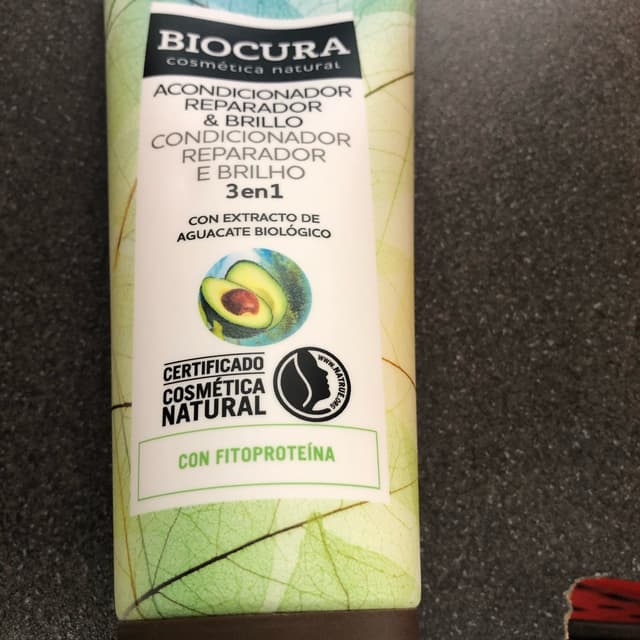 BIOCURA
cosmética natural
ACONDICIONADOR
REPARADOR
& BRILLO
CONDICIONADOR
REPARADOR
E BRILHO
3en1
CON EXTRACTO DE
AGUACATE BIOLÓGICO
CERTIFICADO
COSMÉTICA
NATURAL
WWW.NATRUE.ORG
CON FITOPROTEÍNA